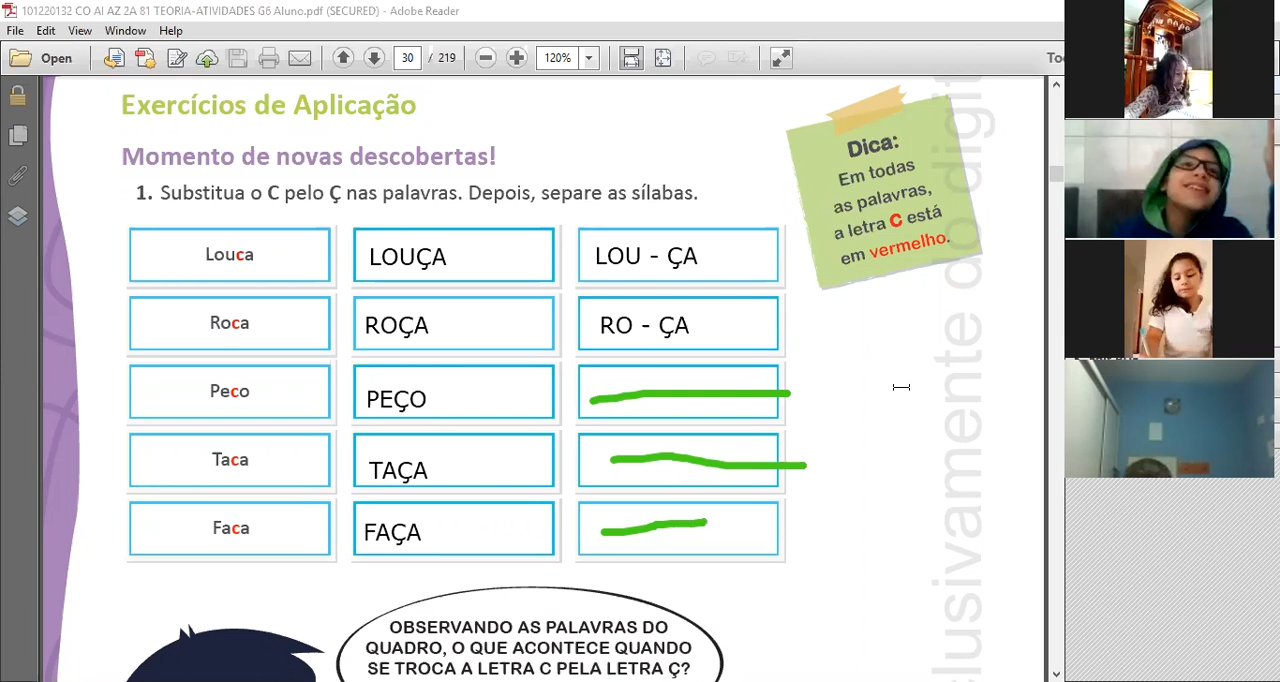 101220132 CO AI AZ 2A 81 TEORIA-ATIVIDADES G6 Aluno.pdf (SECURED) - Adobe Reader
File Edit View Window Help
Open 30 / 219 120%
Exercícios de Aplicação
Momento de novas descobertas!
1. Substitua o C pelo Ç nas palavras. Depois, separe as sílabas.
Dica:
Em todas
as palavras,
a letra C está
em vermelho.
Louca LOUÇA LOU - ÇA
Roca ROÇA RO - ÇA
Peco PEÇO
Taca TAÇA
Faca FAÇA
OBSERVANDO AS PALAVRAS DO
QUADRO, O QUE ACONTECE QUANDO
SE TROCA A LETRA C PELA LETRA Ç?